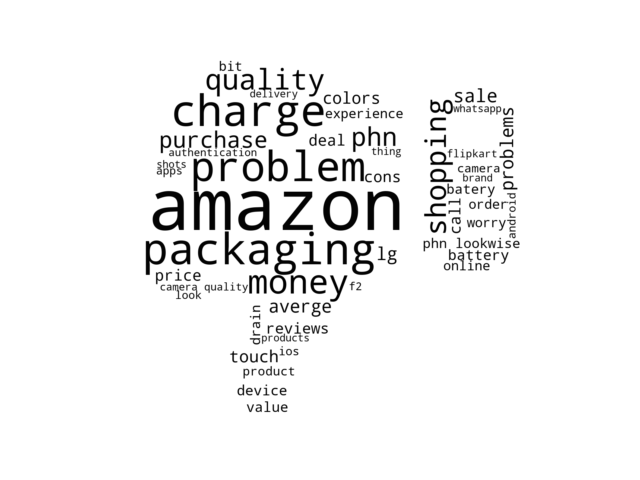 bit
quality
delivery
charge
colors
experience
purchase
deal
phn
authentication
thing
shots
problem
apps
cons
amazon
packaging
lg
price
money
camera quality
f2
look
averge
drain
reviews
products
touch
ios
product
device
value
sale
whatsapp
shopping
problems
flipkart
camera
brand
batery
call
order
android
worry
phn lookwise
battery
online